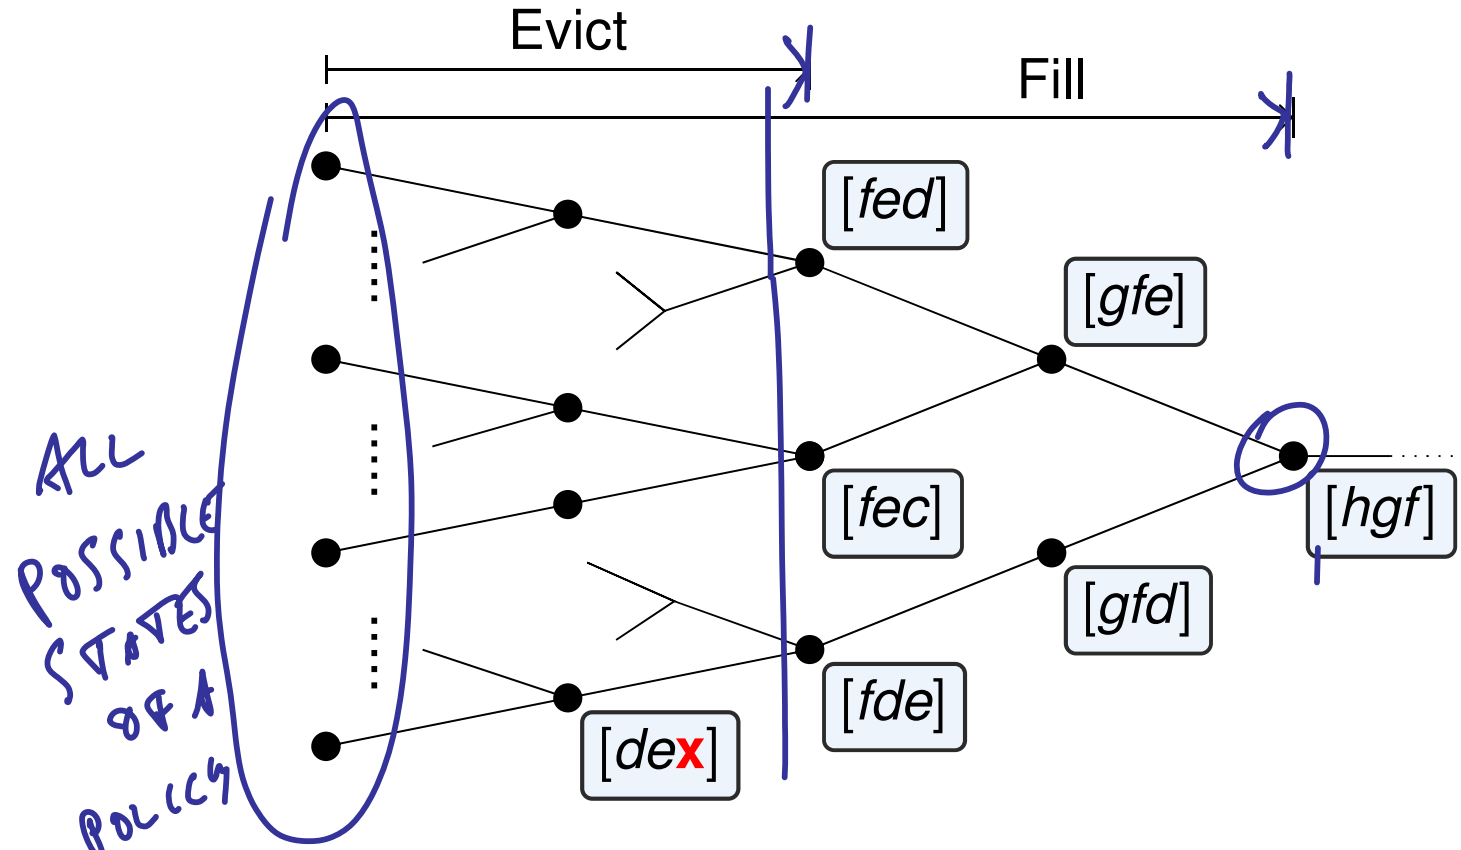 Evict
Fill
[fed]
[gfe]
[fec]
[hgf]
[gfd]
[fde]
[dex]
ALL
POSSIBLE
STATES
OF A
POLICY